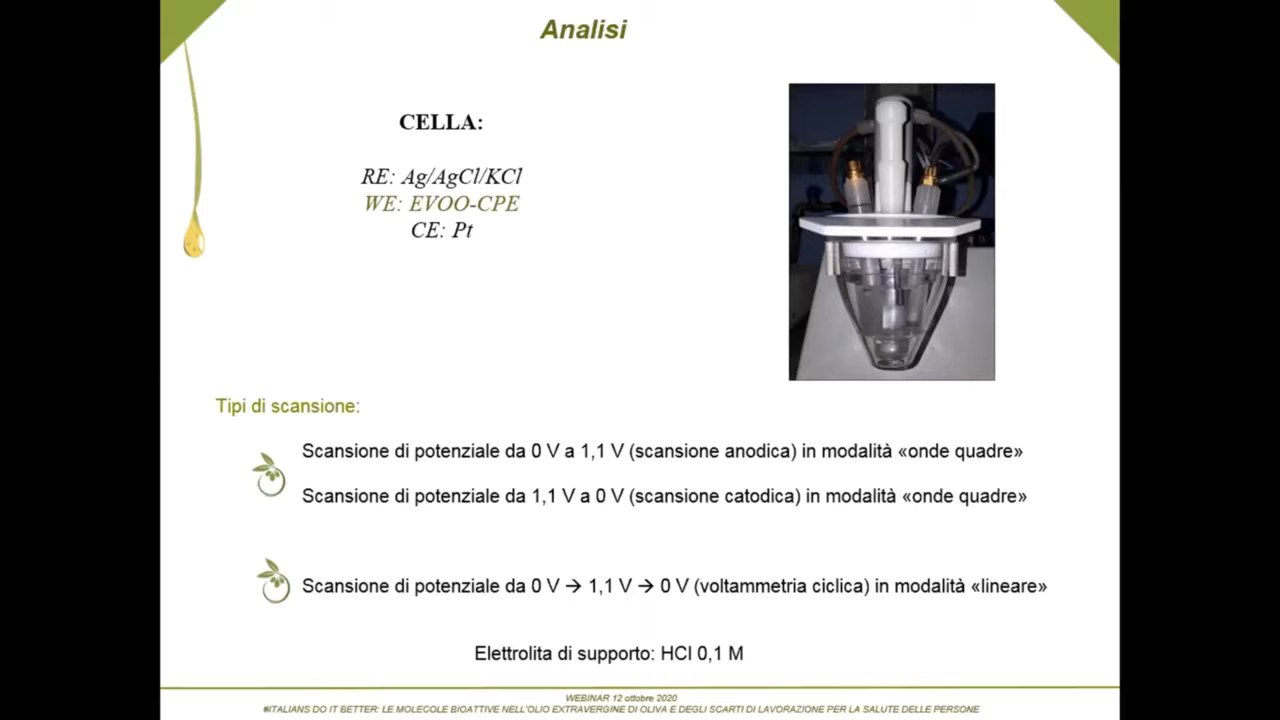 Analisi
CELLA:
RE: Ag/AgCl/KCl
WE: EVOO-CPE
CE: Pt
Tipi di scansione:
Scansione di potenziale da 0 V a 1,1 V (scansione anodica) in modalità «onde quadre»
Scansione di potenziale da 1,1 V a 0 V (scansione catodica) in modalità «onde quadre»
Scansione di potenziale da 0 V → 1,1 V → 0 V (voltammetria ciclica) in modalità «lineare»
Elettrolita di supporto: HCl 0,1 M
WEBINAR 12 ottobre 2020
#ITALIANS DO IT BETTER: LE MOLECOLE BIOATTIVE NELL'OLIO EXTRAVERGINE DI OLIVA E DEGLI SCARTI DI LAVORAZIONE PER LA SALUTE DELLE PERSONE